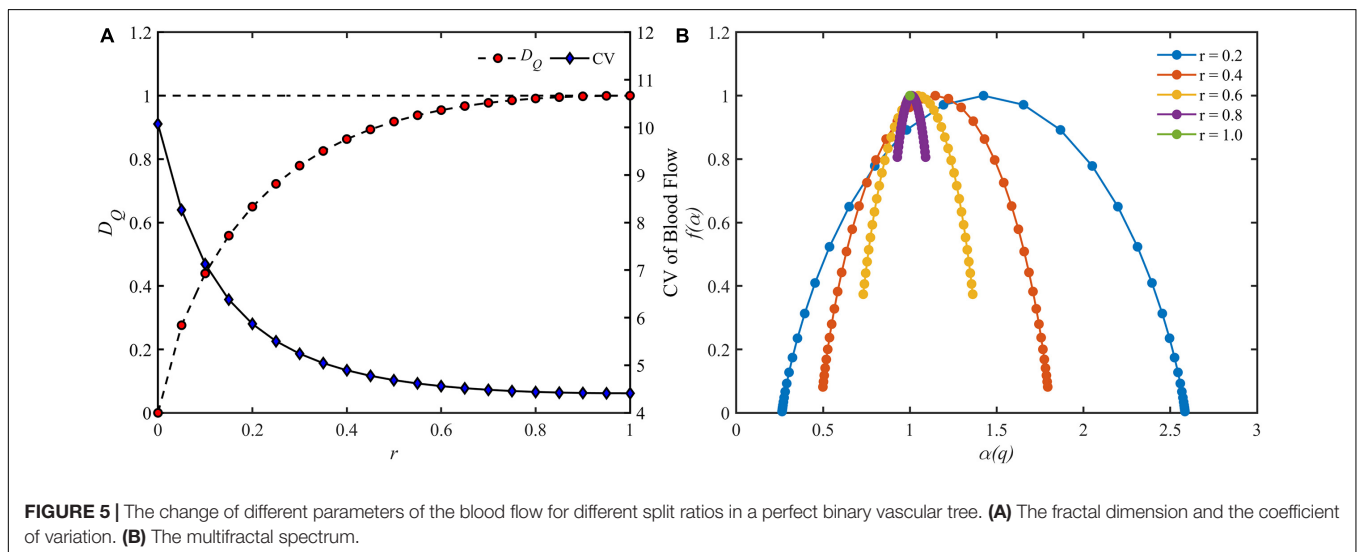 A
D_Q
CV
1.2
1
0.8
0.6
0.4
0.2
0
D_Q
12
11
10
9
8
7
6
5
4
CV of Blood Flow
0 0.2 0.4 0.6 0.8 1
r
B
r = 0.2
r = 0.4
r = 0.6
r = 0.8
r = 1.0
1.2
1
0.8
0.6
0.4
0.2
0
f(α)
0 0.5 1 1.5 2 2.5 3
α(q)
FIGURE 5 | The change of different parameters of the blood flow for different split ratios in a perfect binary vascular tree. (A) The fractal dimension and the coefficient
of variation. (B) The multifractal spectrum.